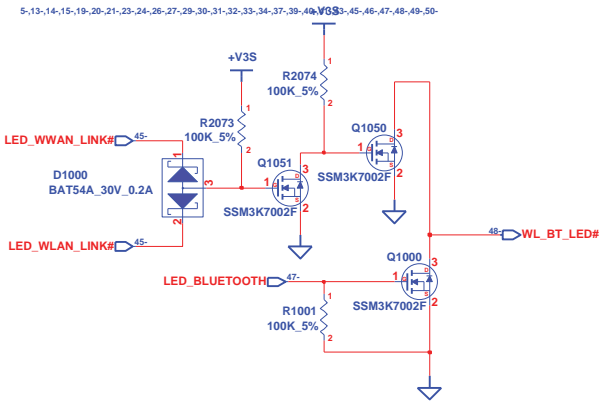 5-,13-,14-,15-,19-,20-,21-,23-,24-,26-,27-,29-,30-,31-,32-,33-,34-,37-,39-,43-,45-,46-,47-,48-,49-,50-
+V3S
+V3S
R2074
100K_5%
1
2
R2073
100K_5%
1
2
LED_WWAN_LINK#
45-
D1000
BAT54A_30V_0.2A
1
3
2
Q1051
1
G
D
S
3
2
SSM3K7002F
Q1050
1
G
D
S
3
2
SSM3K7002F
LED_WLAN_LINK#
45-
48-
WL_BT_LED#
Q1000
1
G
D
S
3
2
SSM3K7002F
LED_BLUETOOTH
47-
R1001
100K_5%
1
2